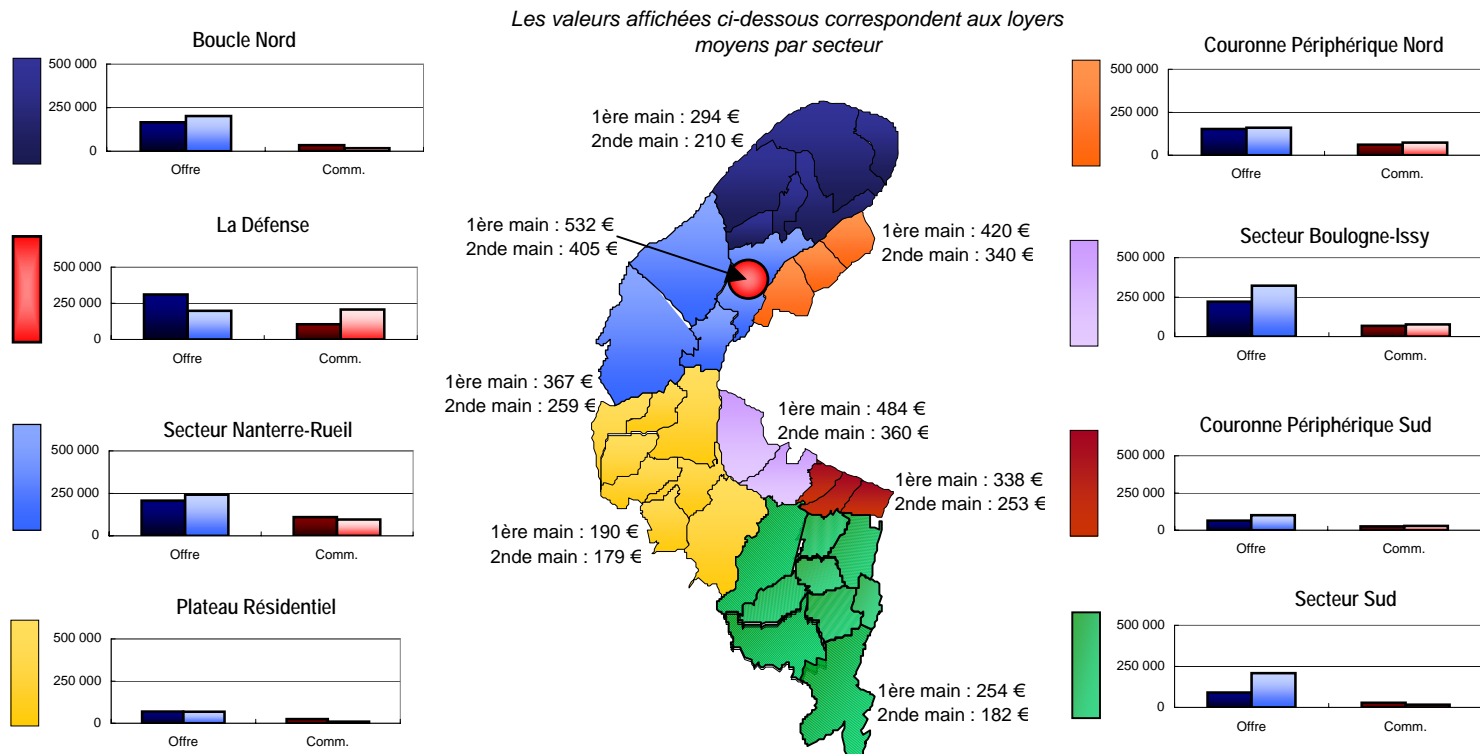 Les valeurs affichées ci-dessous correspondent aux loyers
moyens par secteur
Boucle Nord
500 000
250 000
0
Offre
Comm.
La Défense
500 000
250 000
0
Offre
Comm.
Secteur Nanterre-Rueil
500 000
250 000
0
Offre
Comm.
Plateau Résidentiel
500 000
250 000
0
Offre
Comm.
1ère main : 294 €
2nde main : 210 €
1ère main : 532 €
2nde main : 405 €
1ère main : 420 €
2nde main : 340 €
1ère main : 367 €
2nde main : 259 €
1ère main : 484 €
2nde main : 360 €
1ère main : 338 €
2nde main : 253 €
1ère main : 190 €
2nde main : 179 €
1ère main : 254 €
2nde main : 182 €
Couronne Périphérique Nord
500 000
250 000
0
Offre
Comm.
Secteur Boulogne-Issy
500 000
250 000
0
Offre
Comm.
Couronne Périphérique Sud
500 000
250 000
0
Offre
Comm.
Secteur Sud
500 000
250 000
0
Offre
Comm.